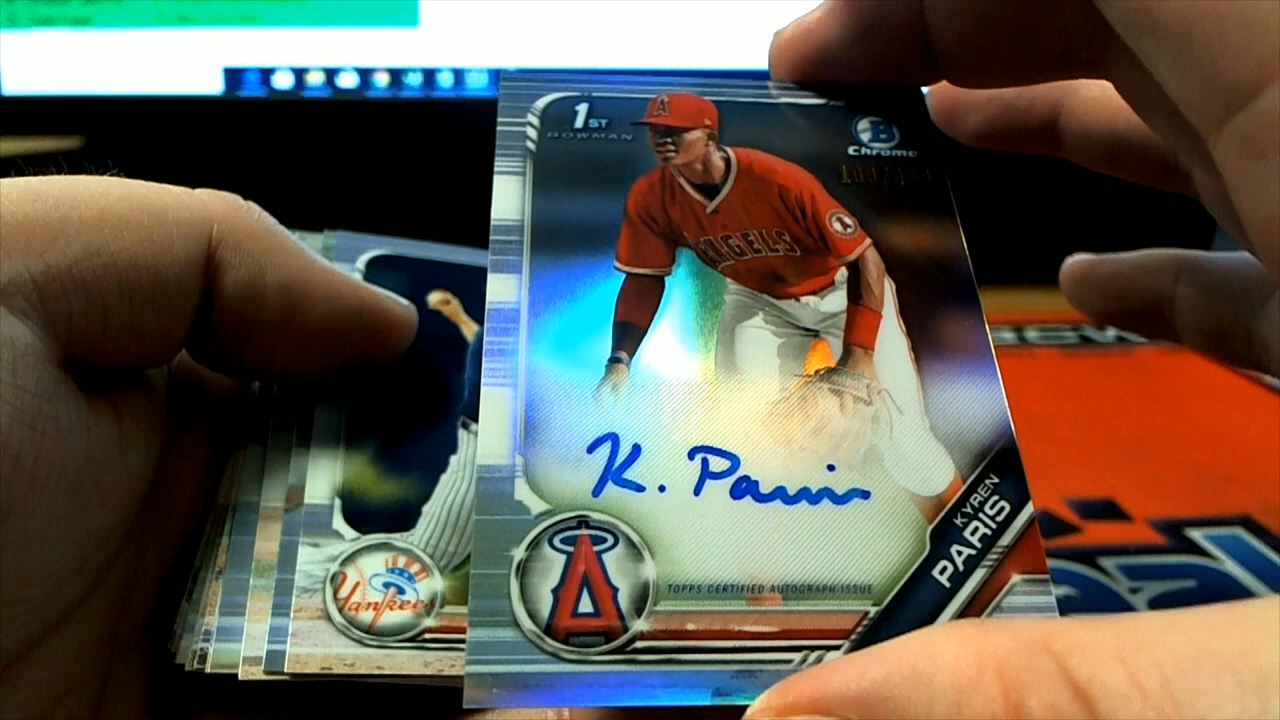 1ST
BOWMAN
B
Chrome
A
ANGELS
A
K. Paris
KYREN
PARIS
A
TOPPS CERTIFIED AUTOGRAPH ISSUE
Yankees